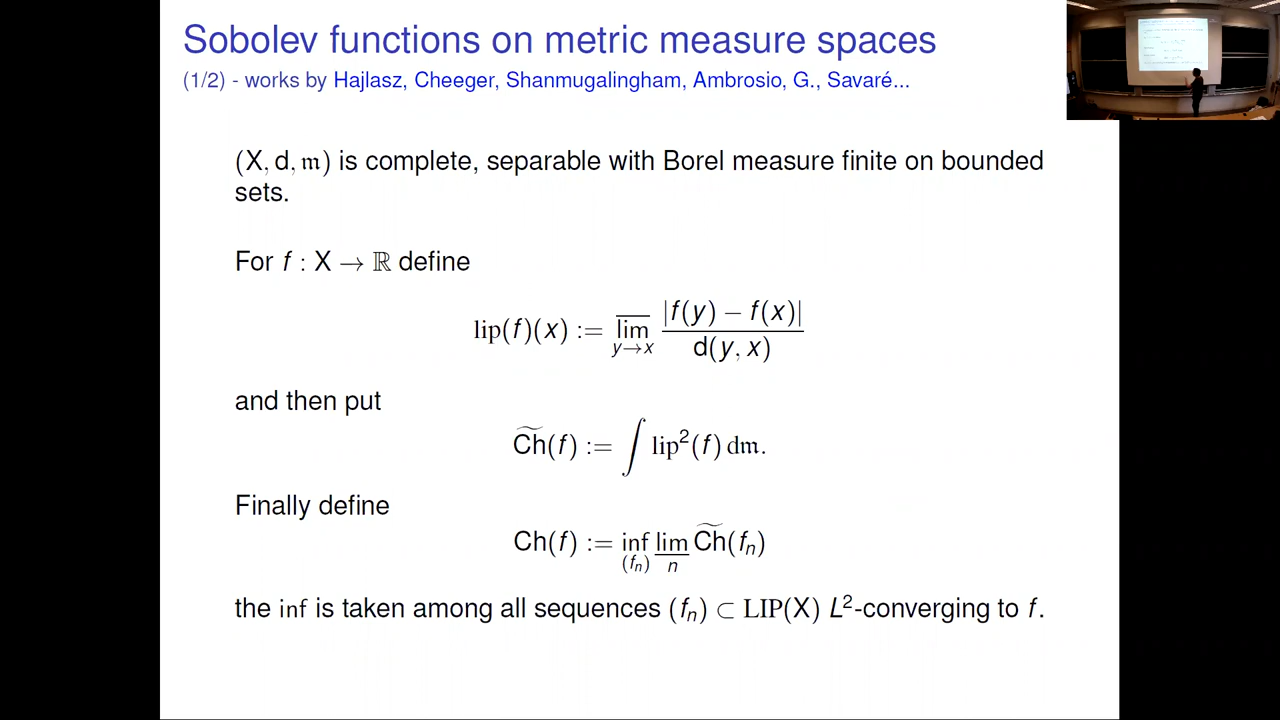 Sobolev functions on metric measure spaces
(1/2) - works by Hajlasz, Cheeger, Shanmugalingham, Ambrosio, G., Savaré...
(X, d, 𝔪) is complete, separable with Borel measure finite on bounded
sets.
For f : X → ℝ define
lip(f)(x) := \overline{lim}_{y→x} |f(y) − f(x)| / d(y, x)
and then put
\widetilde{Ch}(f) := ∫ lip²(f) d𝔪.
Finally define
Ch(f) := inf_{(fₙ)} \underline{lim}_n \widetilde{Ch}(fₙ)
the inf is taken among all sequences (fₙ) ⊂ LIP(X) L²-converging to f.